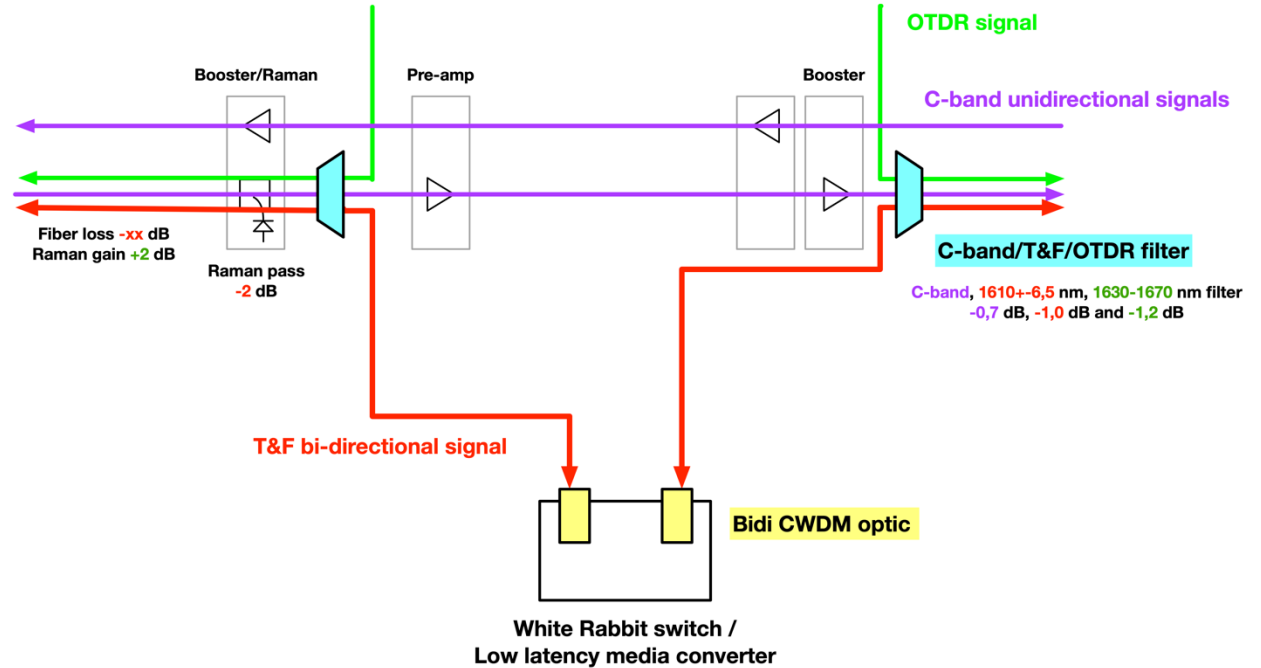 OTDR signal
Booster/Raman
Pre-amp
Booster
C-band unidirectional signals
Fiber loss -xx dB
Raman gain +2 dB
Raman pass
-2 dB
C-band/T&F/OTDR filter
C-band, 1610+-6,5 nm, 1630-1670 nm filter
-0,7 dB, -1,0 dB and -1,2 dB
T&F bi-directional signal
Bidi CWDM optic
White Rabbit switch /
Low latency media converter